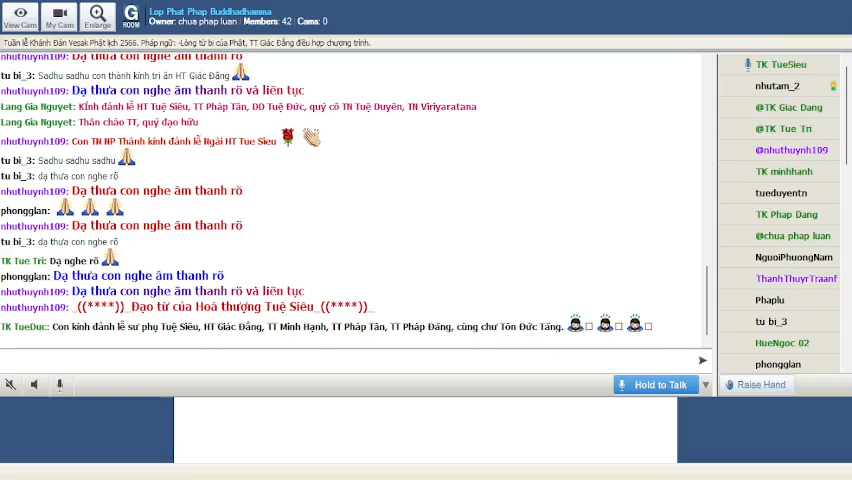 Lop Phat Phap Buddhadhamma
Owner: chua phap luan : Members: 42 : Cams: 0
View Cam
My Cam
Enlarge
G ROOM
Tuần lễ Khánh Đản Vesak Phật lịch 2566. Pháp ngữ: -Lòng từ bi của Phật, TT Giác Đẳng điều hợp chương trình.
nhuthuynh109: Dạ thưa con nghe âm thanh rõ
tu bi_3: Sadhu sadhu con thành kính tri ân HT Giác Đăng 🙏
nhuthuynh109: Dạ thưa con nghe âm thanh rõ và liên tục
Lang Gia Nguyet: Kính đảnh lễ HT Tuệ Siêu, TT Pháp Tân, DD Tuệ Đức, quý cô TN Tuệ Duyên, TN Viriyaratana
Lang Gia Nguyet: Thân chào TT, quý đạo hữu
nhuthuynh109: Con TN NP Thành kính đảnh lễ Ngài HT Tue Sieu 🌹 👏
tu bi_3: Sadhu sadhu sadhu 🙏
tu bi_3: dạ thưa con nghe rõ
nhuthuynh109: Dạ thưa con nghe âm thanh rõ
phongglan: 🙏 🙏 🙏
nhuthuynh109: Dạ thưa con nghe âm thanh rõ
tu bi_3: dạ thưa con nghe rõ
TK Tue Tri: Dạ nghe rõ 🙏
phongglan: Dạ thưa con nghe âm thanh rõ
nhuthuynh109: Dạ thưa con nghe âm thanh rõ và liên tục
nhuthuynh109: _((****))_Đạo từ của Hoà thượng Tuệ Siêu_((****))_
TK TueDuc: Con kính đảnh lễ sư phụ Tuệ Siêu, HT Giác Đẳng, TT Minh Hạnh, TT Pháp Tân, TT Pháp Đăng, cùng chư Tôn Đức Tăng. 🙇 🙇 🙇
Hold to Talk
TK TueSieu
nhutam_2
@TK Giac Dang
@TK Tue Tri
@nhuthuynh109
TK minhhanh
tueduyentn
TK Phap Dang
@chua phap luan
NguoiPhuongNam
ThanhThuyrTraanf
Phaplu
tu bi_3
HueNgoc 02
phongglan
Raise Hand